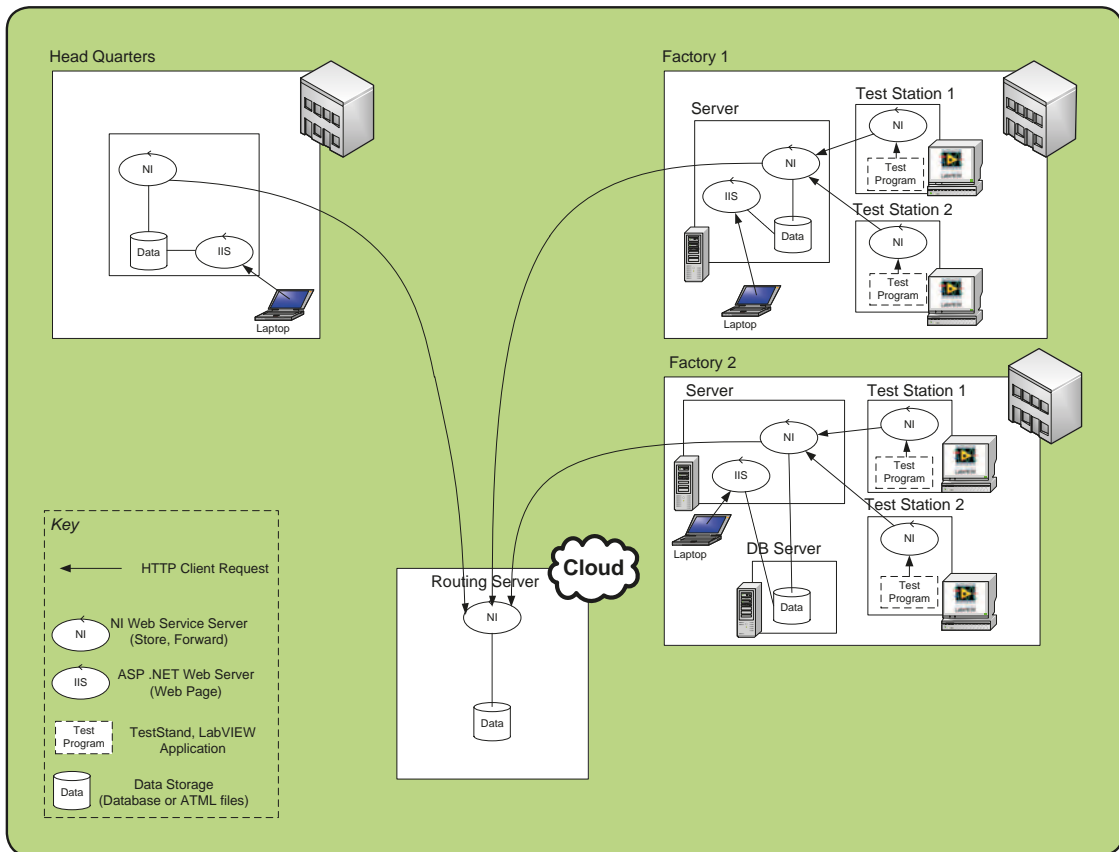 Head Quarters
NI
Data
IIS
Laptop
Factory 1
Server
NI
IIS
Data
Laptop
Test Station 1
NI
Test
Program
Test Station 2
NI
Test
Program
Factory 2
Server
NI
IIS
Laptop
DB Server
Data
Test Station 1
NI
Test
Program
Test Station 2
NI
Test
Program
Cloud
Routing Server
NI
Data
Key
HTTP Client Request
NI
NI Web Service Server
(Store, Forward)
IIS
ASP .NET Web Server
(Web Page)
Test
Program
TestStand, LabVIEW
Application
Data
Data Storage
(Database or ATML files)